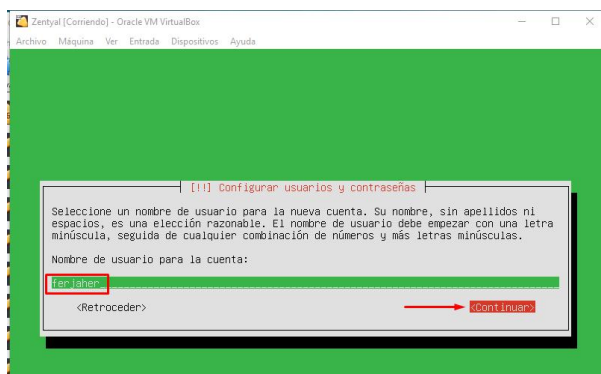 Zentyal [Corriendo] - Oracle VM VirtualBox
Archivo Máquina Ver Entrada Dispositivos Ayuda
[!!] Configurar usuarios y contraseñas
Seleccione un nombre de usuario para la nueva cuenta. Su nombre, sin apellidos ni
espacios, es una elección razonable. El nombre de usuario debe empezar con una letra
minúscula, seguida de cualquier combinación de números y más letras minúsculas.
Nombre de usuario para la cuenta:
ferjaher
<Retroceder> <Continuar>